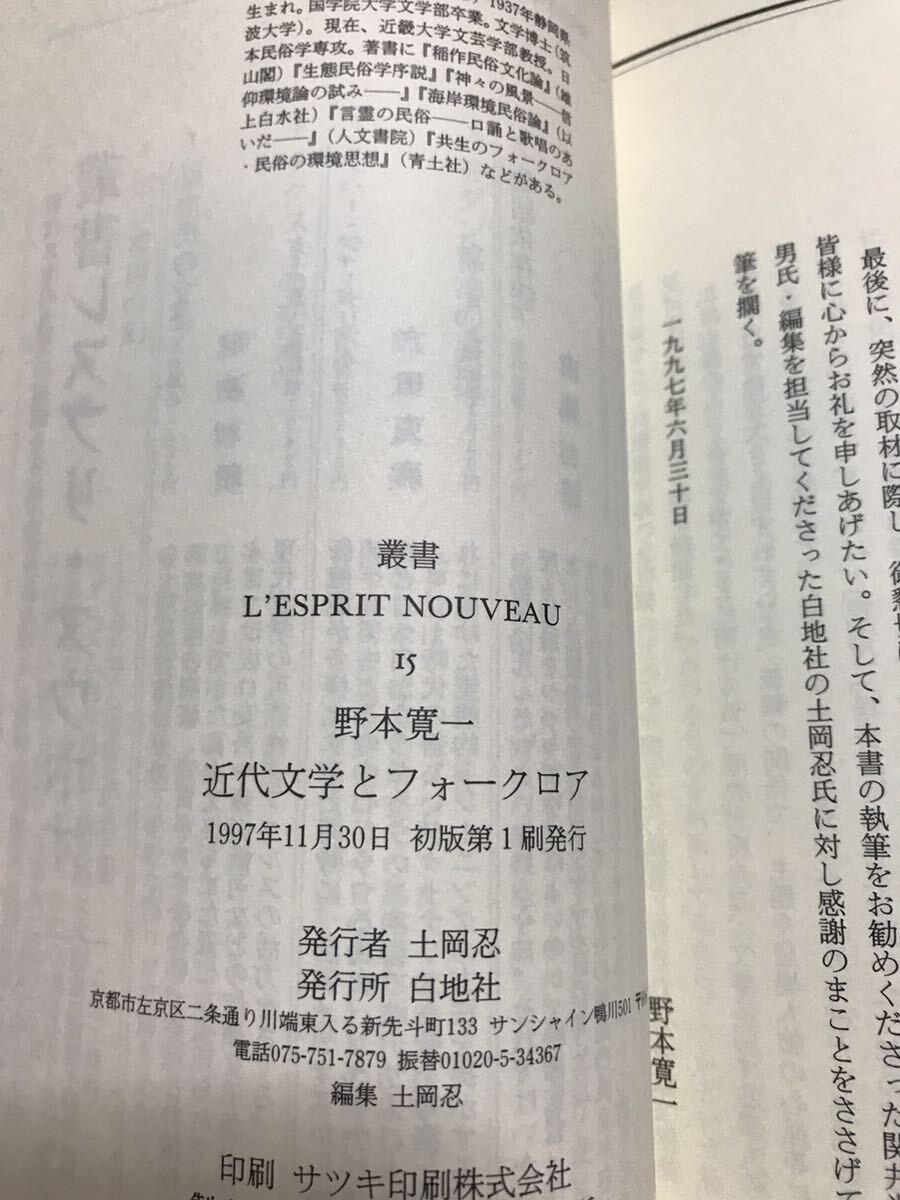 1937年静岡県
生まれ。国学院大学文学部卒業。文学博士(筑
波大学)。現在、近畿大学文芸学部教授。日
本民俗学専攻。著書に『稲作民俗文化論』(雄
山閣)『生態民俗学序説』『神々の風景――信
仰環境論の試み――』『海岸環境民俗論』(以
上白水社)『言霊の民俗――口誦と歌唱のあ
いだ――』(人文書院)『共生のフォークロア
・民俗の環境思想』(青土社)などがある。
叢書
L'ESPRIT NOUVEAU
15
野本寛一
近代文学とフォークロア
1997年11月30日 初版第1刷発行
発行者 土岡忍
発行所 白地社
京都市左京区二条通り川端東入る新先斗町133 サンシャイン鴨川501 〒
電話075-751-7879 振替01020-5-34367
編集 土岡忍
印刷 サツキ印刷株式会社
最後に、突然の取材に際し、御懇
皆様に心からお礼を申しあげたい。そして、本書の執筆をお勧めくださった関井
男氏・編集を担当してくださった白地社の土岡忍氏に対し感謝のまことをささげ
筆を擱く。
一九九七年六月三十日
野本寛一